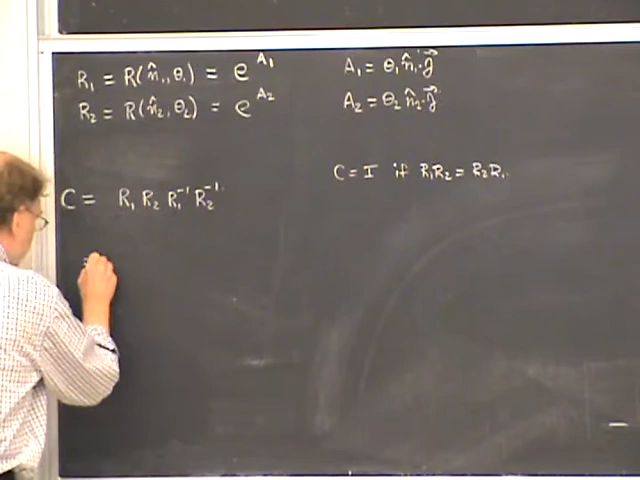 R₁ = R(n̂₁, θ₁) = e^{A₁} A₁ = θ₁ n̂₁·J⃗
R₂ = R(n̂₂, θ₂) = e^{A₂} A₂ = θ₂ n̂₂·J⃗
C = I if R₁R₂ = R₂R₁
C = R₁ R₂ R₁⁻¹ R₂⁻¹